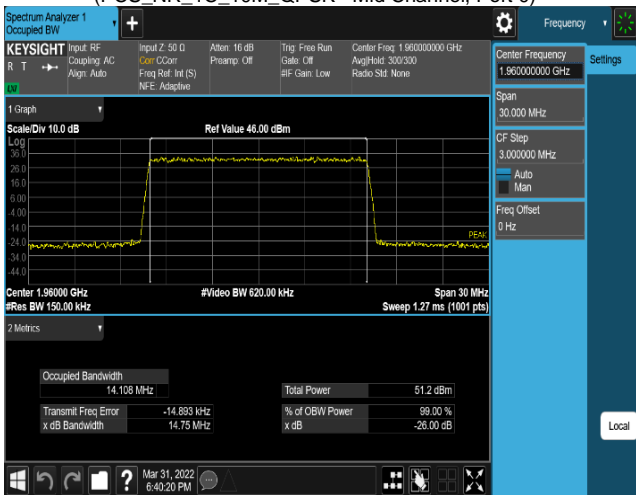 Spectrum Analyzer 1
Occupied BW
Frequency
KEYSIGHT
R T
Input: RF
Coupling: AC
Align: Auto
Input Z: 50 Ω
Corr CCorr
Freq Ref: Int (S)
NFE: Adaptive
Atten: 16 dB
Preamp: Off
Trig: Free Run
Gate: Off
#IF Gain: Low
Center Freq: 1.960000000 GHz
Avg|Hold: 300/300
Radio Std: None
Center Frequency
1.960000000 GHz
Settings
Span
30.000 MHz
CF Step
3.000000 MHz
Auto
Man
Freq Offset
0 Hz
1 Graph
Scale/Div 10.0 dB
Ref Value 46.00 dBm
Log
36.0
26.0
16.0
6.00
-4.00
-14.0
-24.0
-34.0
-44.0
PEAK
Center 1.96000 GHz
#Video BW 620.00 kHz
Span 30 MHz
#Res BW 150.00 kHz
Sweep 1.27 ms (1001 pts)
2 Metrics
Occupied Bandwidth
14.108 MHz
Total Power
51.2 dBm
Transmit Freq Error
-14.893 kHz
% of OBW Power
99.00 %
x dB Bandwidth
14.75 MHz
x dB
-26.00 dB
Local
?
Mar 31, 2022
6:40:20 PM